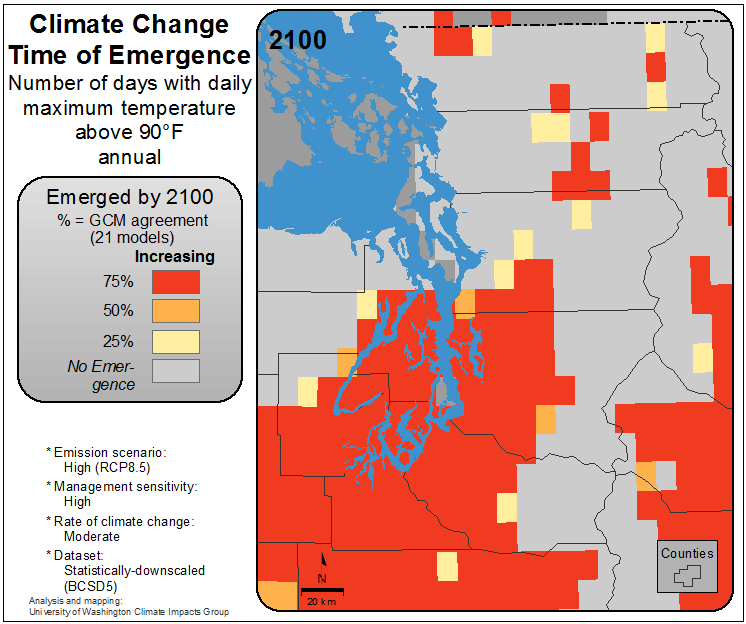 Climate Change
Time of Emergence
Number of days with daily
maximum temperature
above 90°F
annual
Emerged by 2100
% = GCM agreement
(21 models)
Increasing
75%
50%
25%
No Emer-
gence
* Emission scenario:
High (RCP8.5)
* Management sensitivity:
High
* Rate of climate change:
Moderate
* Dataset:
Statistically-downscaled
(BCSD5)
Analysis and mapping:
University of Washington Climate Impacts Group
2100
N
20 km
Counties